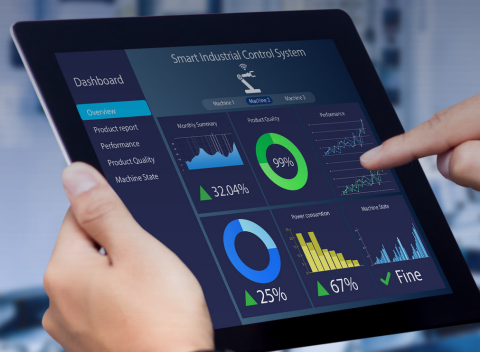 Smart Industrial Control System
Dashboard
Machine 1
Machine 2
Machine 3
Overview
Product report
Performance
Product Quality
Machine State
Monthly Summary
32.04%
Product Quality
99%
Performance
25%
Power consumption
67%
Machine State
Fine